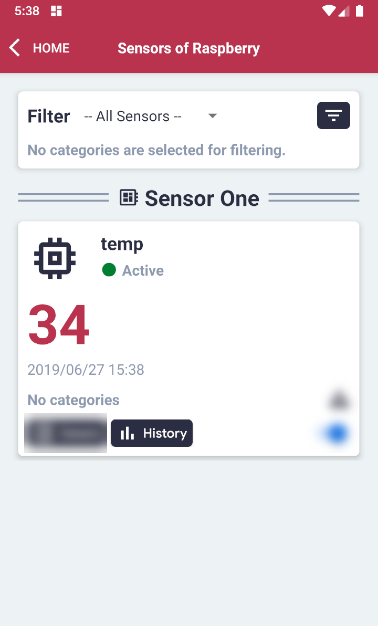 5:38
HOME
Sensors of Raspberry
Filter
-- All Sensors --
No categories are selected for filtering.
Sensor One
temp
Active
34
2019/06/27 15:38
No categories
History